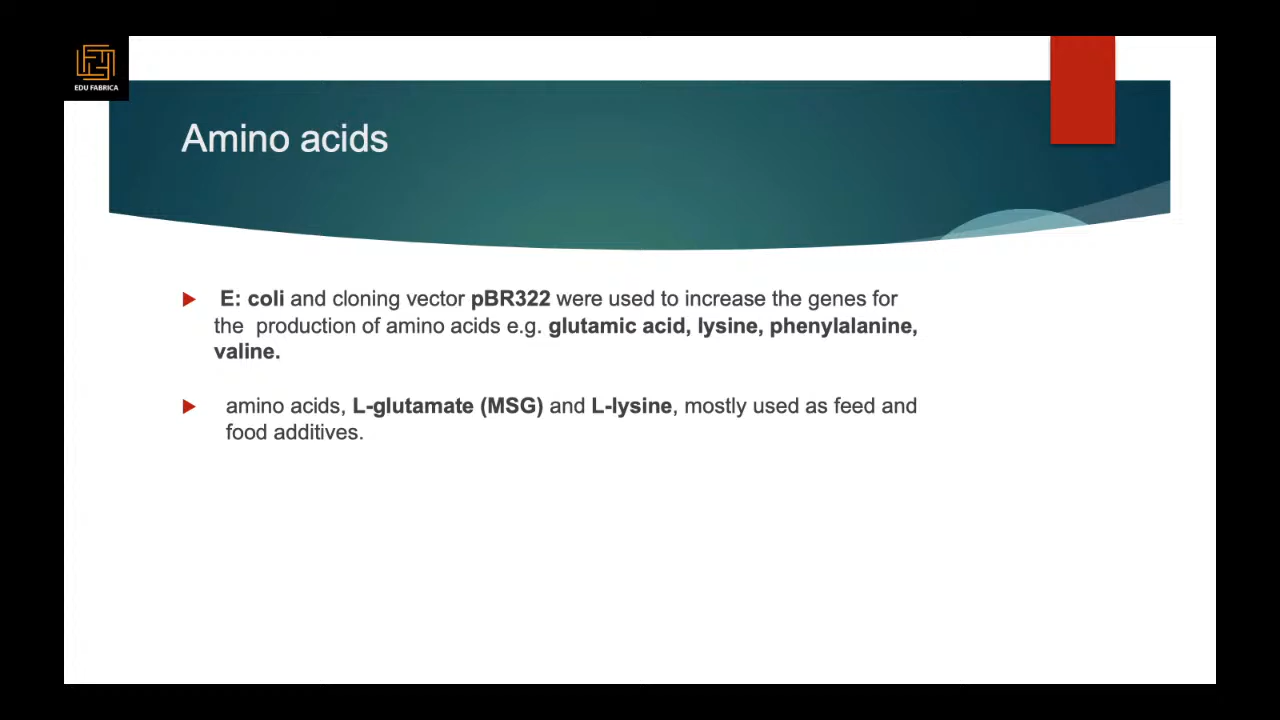 EDU FABRICA
Amino acids
E: coli and cloning vector pBR322 were used to increase the genes for
the production of amino acids e.g. glutamic acid, lysine, phenylalanine,
valine.
amino acids, L-glutamate (MSG) and L-lysine, mostly used as feed and
food additives.